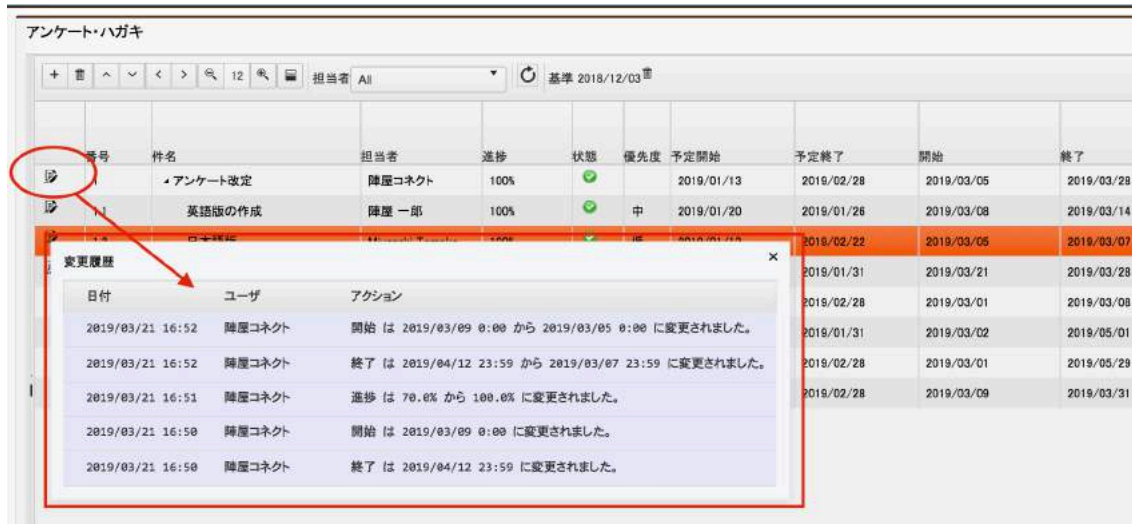 アンケート・ハガキ
12 担当者 All 基準 2018/12/03
番号 件名 担当者 進捗 状態 優先度 予定開始 予定終了 開始 終了
アンケート改定 陣屋コネクト 100% 2019/01/13 2019/02/28 2019/03/05 2019/03/28
1.1 英語版の作成 陣屋 一郎 100% 中 2019/01/20 2019/01/26 2019/03/08 2019/03/14
2019/02/22 2019/03/05 2019/03/07
変更履歴 ×
2019/01/31 2019/03/21 2019/03/28
日付 ユーザ アクション
2019/02/28 2019/03/01 2019/03/08
2019/03/21 16:52 陣屋コネクト 開始 は 2019/03/09 0:00 から 2019/03/05 0:00 に変更されました。
2019/01/31 2019/03/02 2019/05/01
2019/03/21 16:52 陣屋コネクト 終了 は 2019/04/12 23:59 から 2019/03/07 23:59 に変更されました。
2019/02/28 2019/03/01 2019/05/29
2019/03/21 16:51 陣屋コネクト 進捗 は 70.0% から 100.0% に変更されました。
2019/02/28 2019/03/09 2019/03/31
2019/03/21 16:50 陣屋コネクト 開始 は 2019/03/09 0:00 に変更されました。
2019/03/21 16:50 陣屋コネクト 終了 は 2019/04/12 23:59 に変更されました。